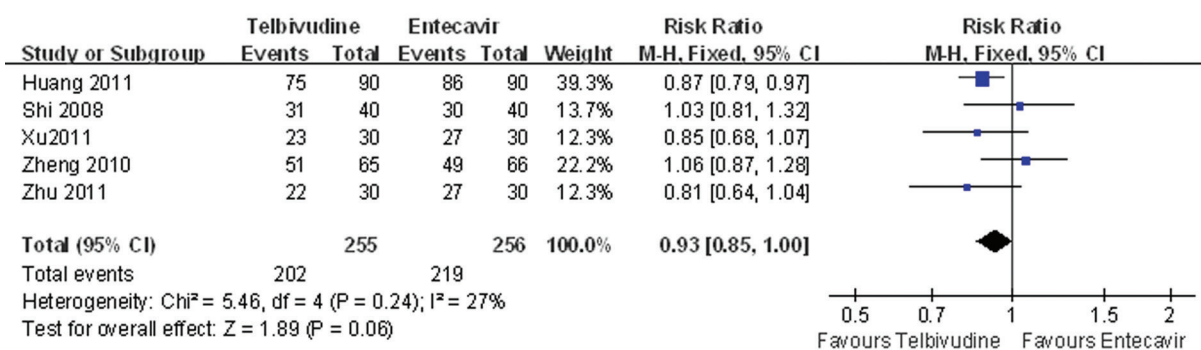 Telbivudine Entecavir Risk Ratio Risk Ratio
Study or Subgroup Events Total Events Total Weight M-H, Fixed, 95% CI M-H, Fixed, 95% CI
Huang 2011 75 90 86 90 39.3% 0.87 [0.79, 0.97]
Shi 2008 31 40 30 40 13.7% 1.03 [0.81, 1.32]
Xu2011 23 30 27 30 12.3% 0.85 [0.68, 1.07]
Zheng 2010 51 65 49 66 22.2% 1.06 [0.87, 1.28]
Zhu 2011 22 30 27 30 12.3% 0.81 [0.64, 1.04]
Total (95% CI) 255 256 100.0% 0.93 [0.85, 1.00]
Total events 202 219
Heterogeneity: Chi² = 5.46, df = 4 (P = 0.24); I² = 27%
Test for overall effect: Z = 1.89 (P = 0.06)
0.5 0.7 1 1.5 2
Favours Telbivudine Favours Entecavir